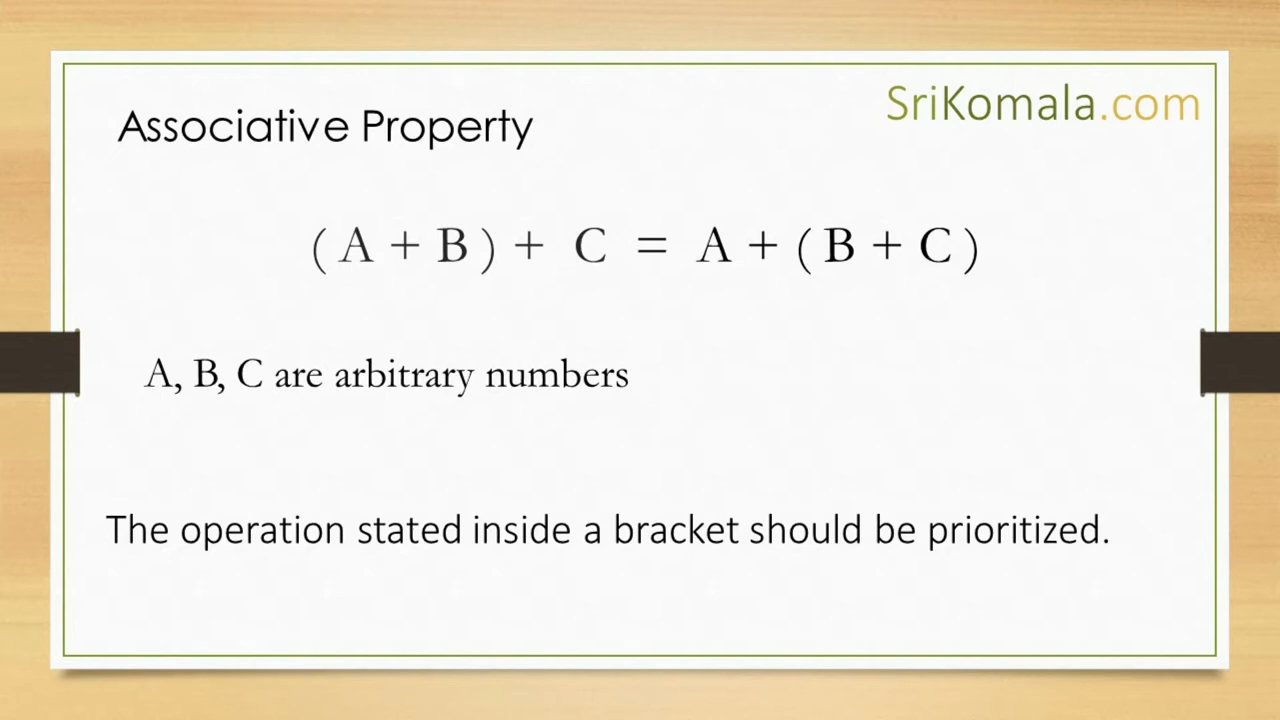 SriKomala.com
Associative Property
( A + B ) + C = A + ( B + C )
A, B, C are arbitrary numbers
The operation stated inside a bracket should be prioritized.